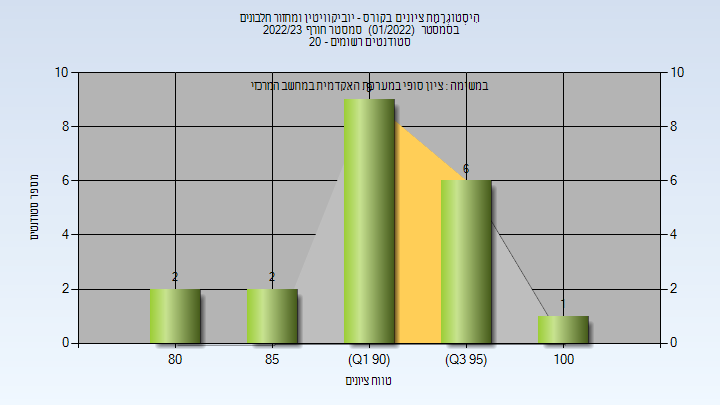 היסטוגרמת ציונים בקורס - יוביקוויטין ומחזור חלבונים
בסמסטר (01/2022) סמסטר חורף 2022/23
סטודנטים רשומים - 20
במשימה : ציון סופי במערכת האקדמית במחשב המרכזי
10 10
8 8
6 6
4 4
2 2
0 0
2 2 9 6 1
מספר סטודנטים
80 85 (Q1 90) (Q3 95) 100
טווח ציונים